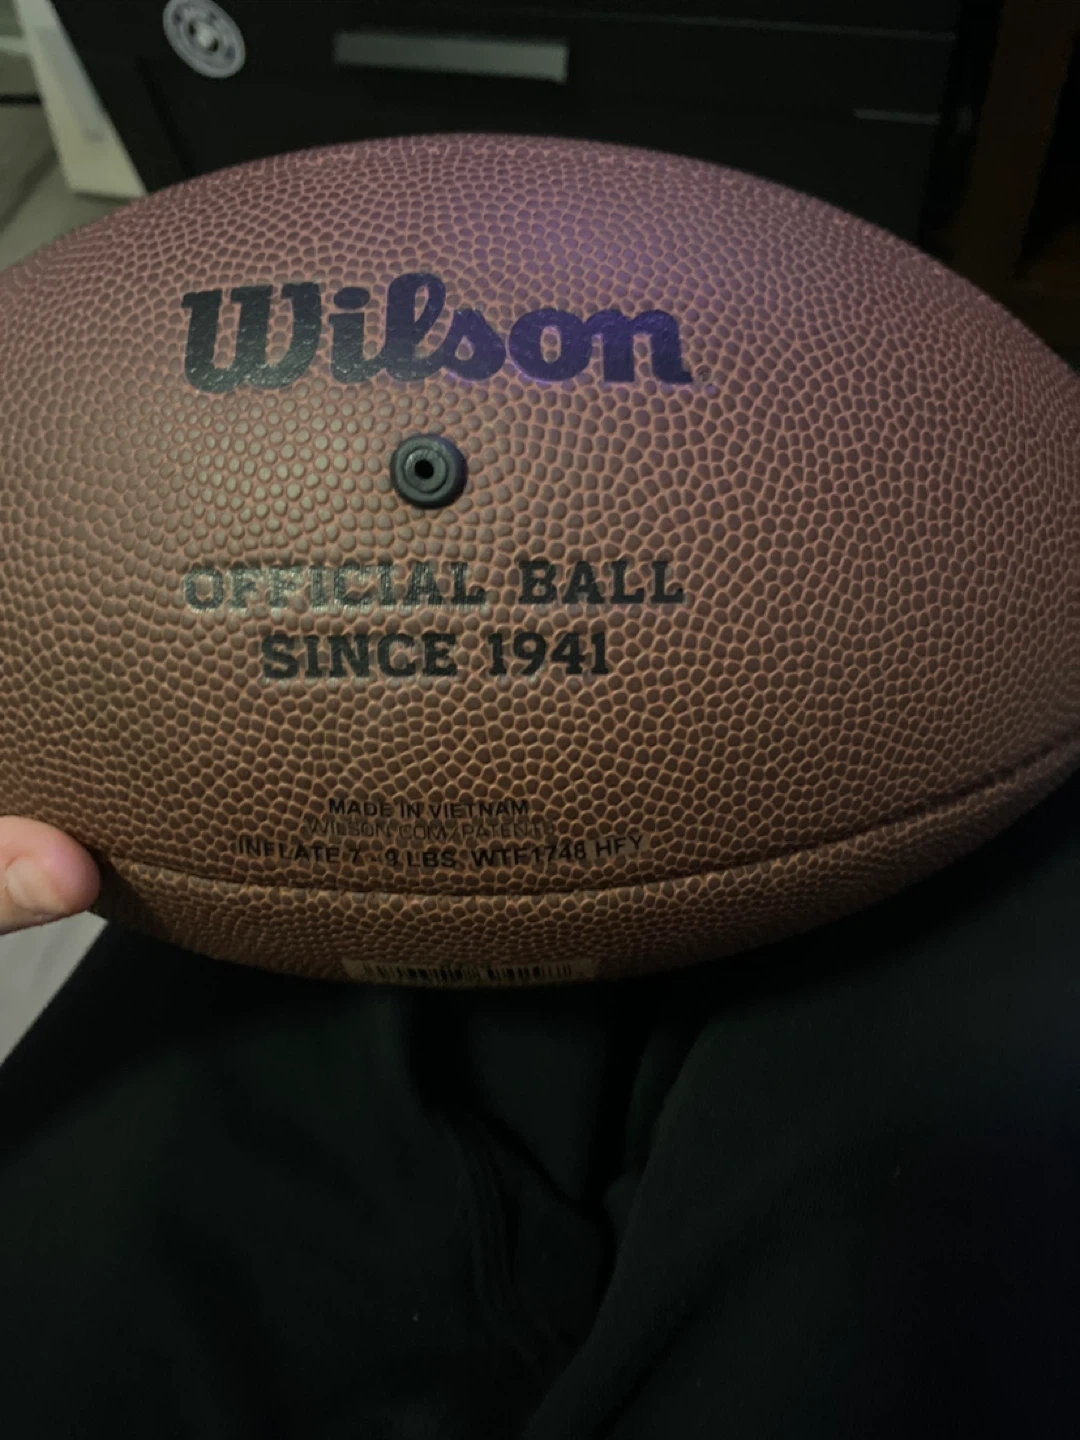 Wilson
OFFICIAL BALL
SINCE 1941
MADE IN VIETNAM
WILSON.COM/PATENTS
INFLATE 7 - 9 LBS. WTF1748 HFY